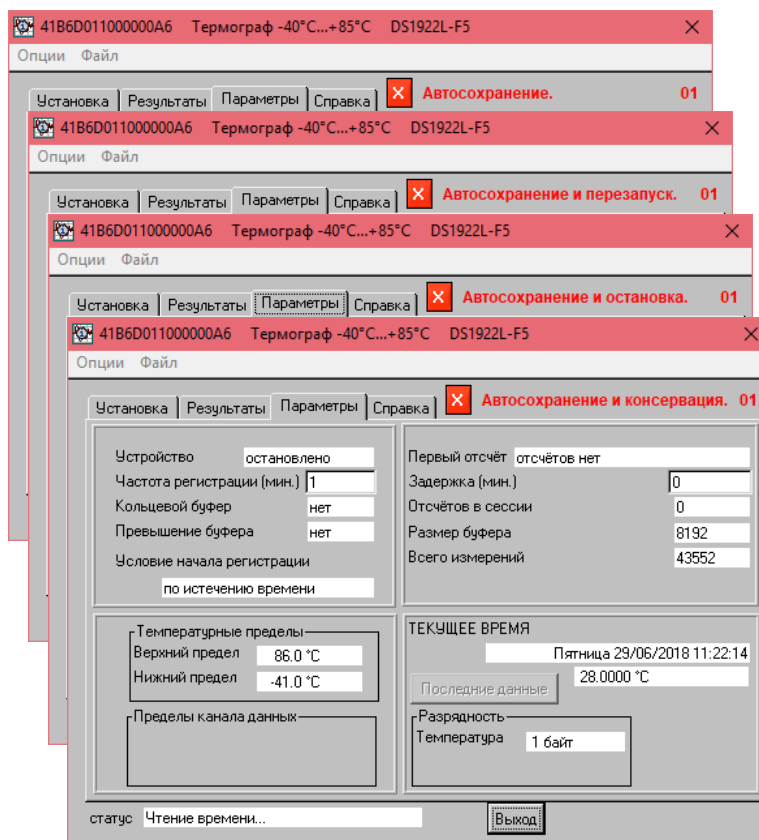 41B6D011000000A6 Термограф -40°C...+85°C DS1922L-F5
Опции Файл
Установка Результаты Параметры Справка X Автосохранение. 01
41B6D011000000A6 Термограф -40°C...+85°C DS1922L-F5
Опции Файл
Установка Результаты Параметры Справка X Автосохранение и перезапуск. 01
41B6D011000000A6 Термограф -40°C...+85°C DS1922L-F5
Опции Файл
Установка Результаты Параметры Справка X Автосохранение и остановка. 01
41B6D011000000A6 Термограф -40°C...+85°C DS1922L-F5
Опции Файл
Установка Результаты Параметры Справка X Автосохранение и консервация. 01
Устройство остановлено
Частота регистрации (мин.) 1
Кольцевой буфер нет
Превышение буфера нет
Условие начала регистрации
по истечению времени
Первый отсчёт отсчётов нет
Задержка (мин.) 0
Отсчётов в сессии 0
Размер буфера 8192
Всего измерений 43552
Температурные пределы
Верхний предел 86.0 °C
Нижний предел -41.0 °C
Пределы канала данных
ТЕКУЩЕЕ ВРЕМЯ
Пятница 29/06/2018 11:22:14
28.0000 °C
Последние данные
Разрядность
Температура 1 байт
статус Чтение времени...
Выход